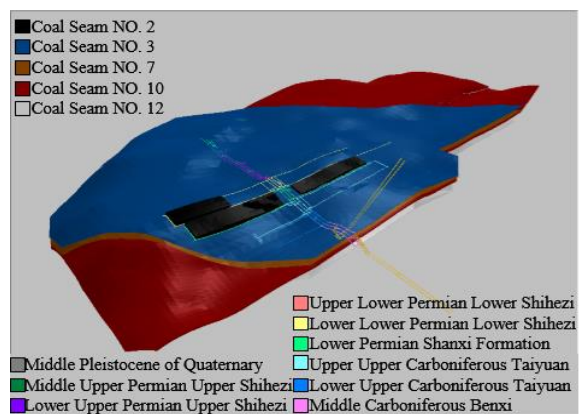 Coal Seam NO. 2
Coal Seam NO. 3
Coal Seam NO. 7
Coal Seam NO. 10
Coal Seam NO. 12
Upper Lower Permian Lower Shihezi
Lower Lower Permian Lower Shihezi
Lower Permian Shanxi Formation
Middle Pleistocene of Quaternary
Upper Upper Carboniferous Taiyuan
Middle Upper Permian Upper Shihezi
Lower Upper Carboniferous Taiyuan
Lower Upper Permian Upper Shihezi
Middle Carboniferous Benxi